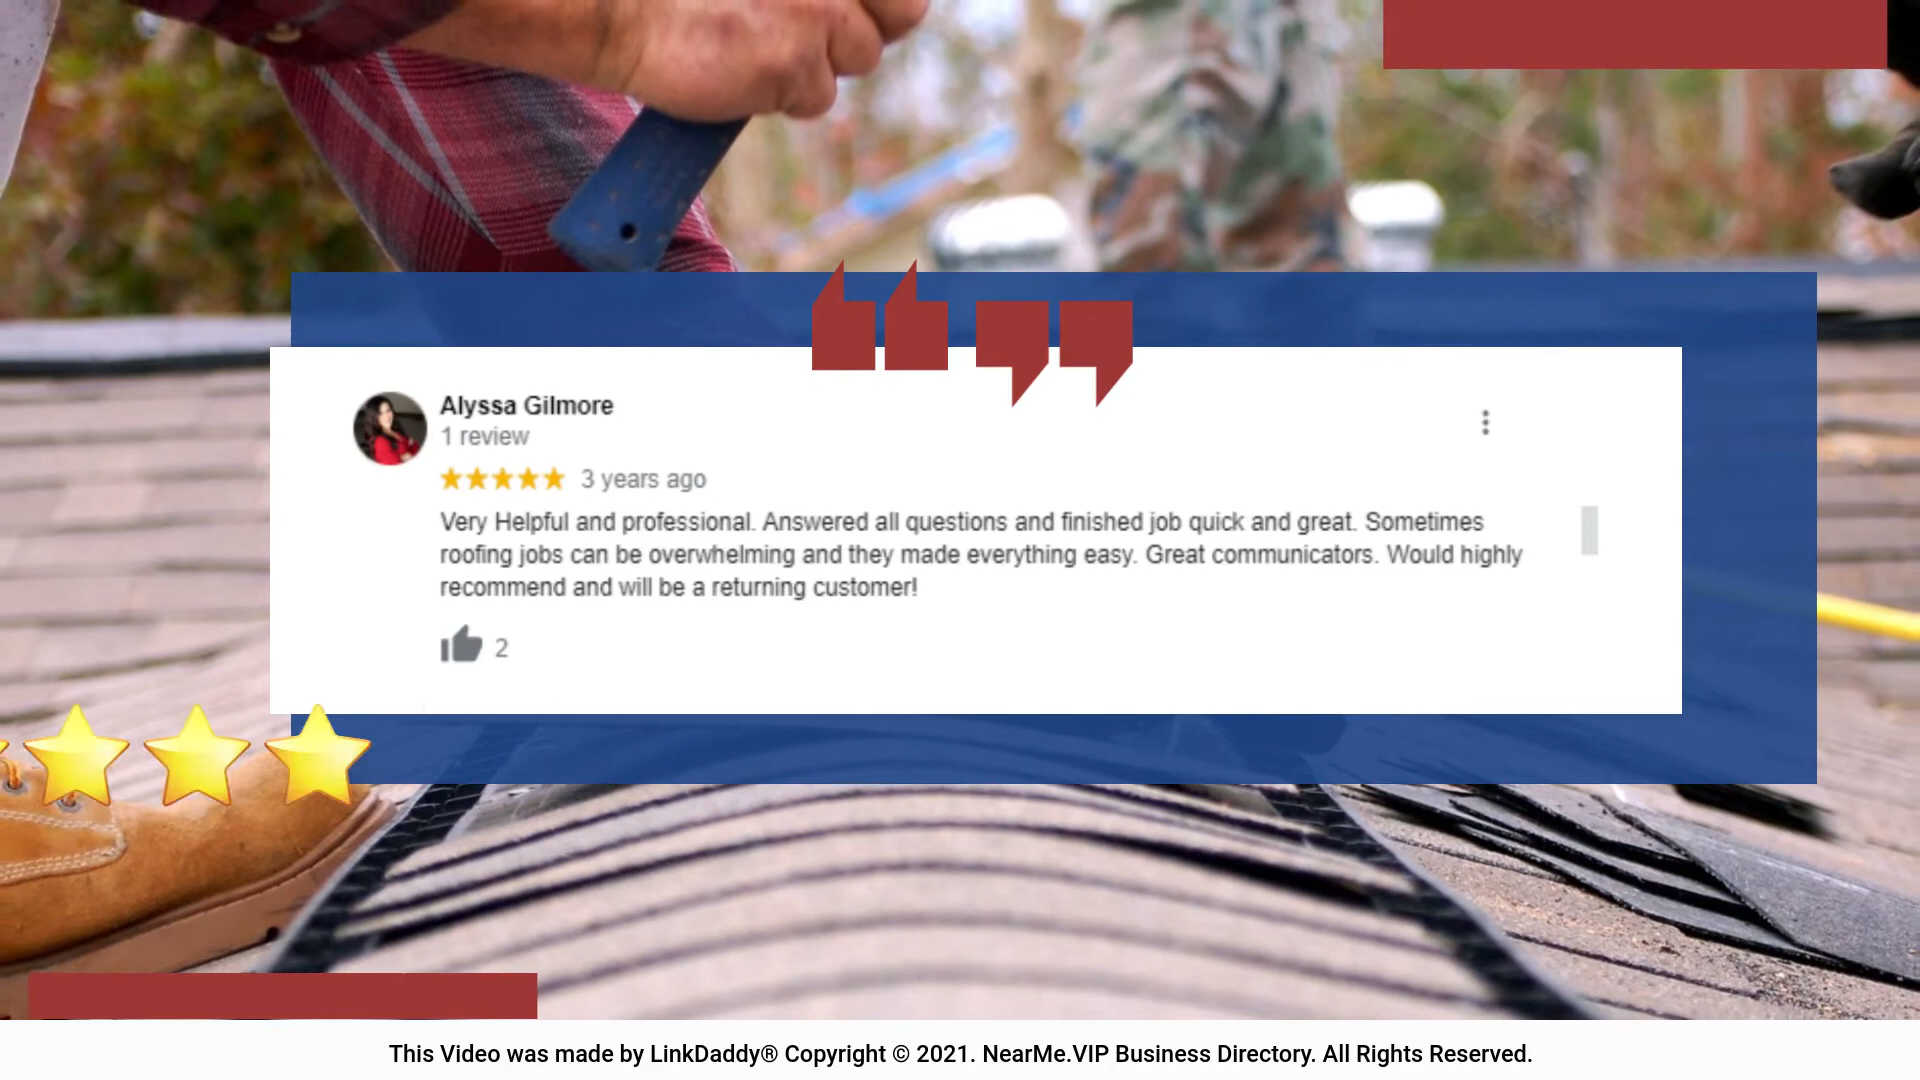 Alyssa Gilmore
1 review
3 years ago
Very Helpful and professional. Answered all questions and finished job quick and great. Sometimes
roofing jobs can be overwhelming and they made everything easy. Great communicators. Would highly
recommend and will be a returning customer!
2
This Video was made by LinkDaddy® Copyright © 2021. NearMe.VIP Business Directory. All Rights Reserved.